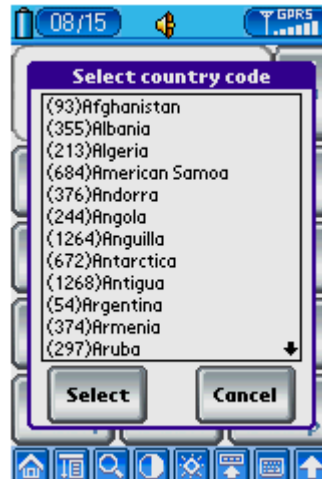 08/15
GPRS
Select country code
(93)Afghanistan
(355)Albania
(213)Algeria
(684)American Samoa
(376)Andorra
(244)Angola
(1264)Anguilla
(672)Antarctica
(1268)Antigua
(54)Argentina
(374)Armenia
(297)Aruba
Select Cancel